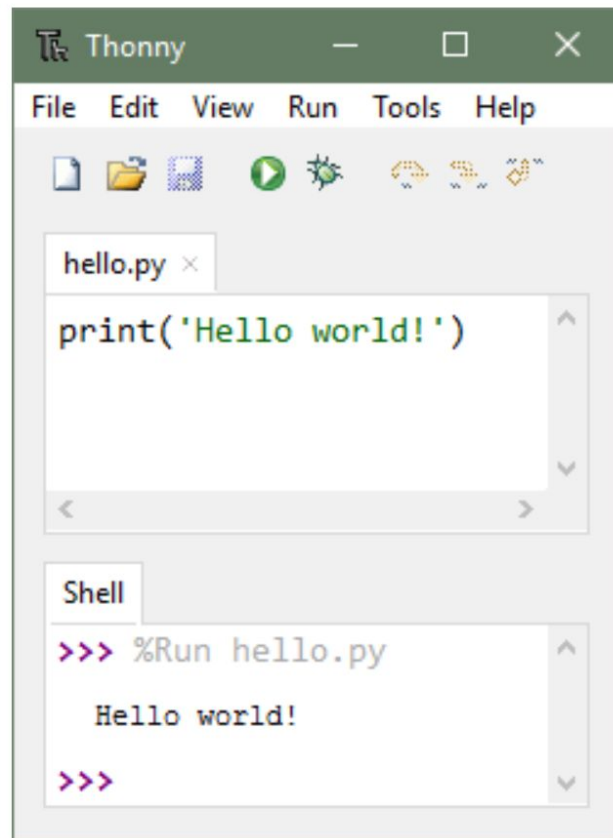 Thonny
File Edit View Run Tools Help
hello.py
print('Hello world!')
Shell
>>> %Run hello.py
Hello world!
>>>